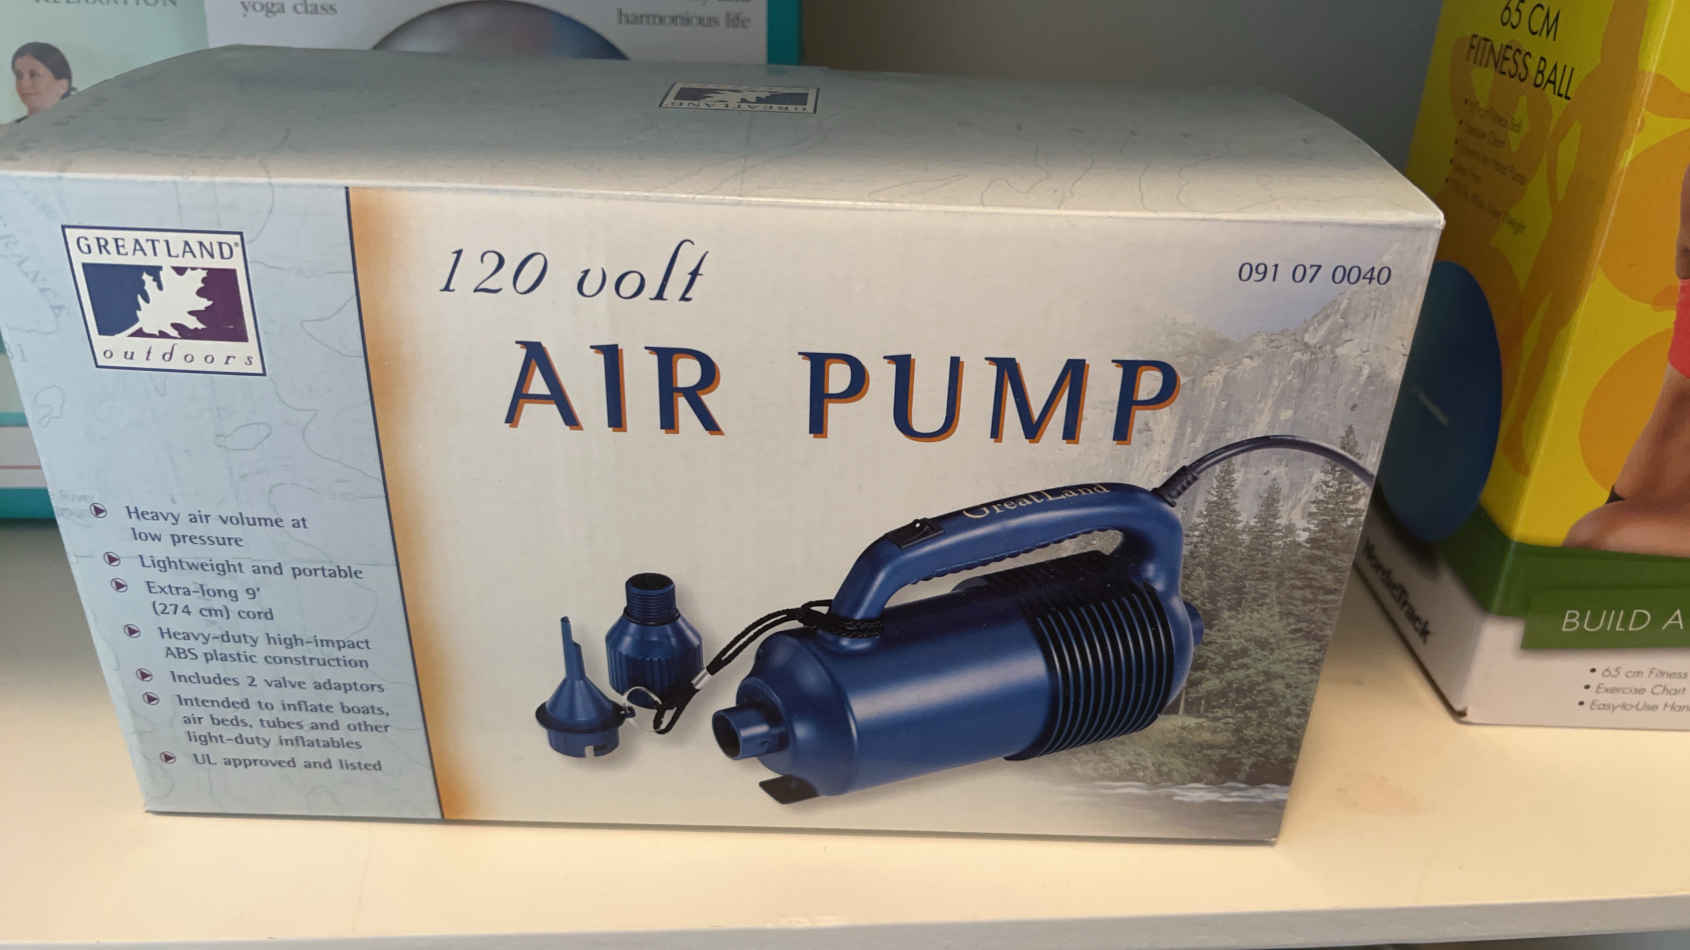 RELAXATION
yoga class
harmonious life
GREATLAND
GREATLAND®
outdoors
120 volt
AIR PUMP
091 07 0040
Heavy air volume at
low pressure
Lightweight and portable
Extra-long 9'
(274 cm) cord
Heavy-duty high-impact
ABS plastic construction
Includes 2 valve adaptors
Intended to inflate boats,
air beds, tubes and other
light-duty inflatables
UL approved and listed
GreatLand
65 CM
FITNESS BALL
NordicTrack
BUILD A
• 65 cm Fitness
• Exercise Chart
• Easy-to-Use